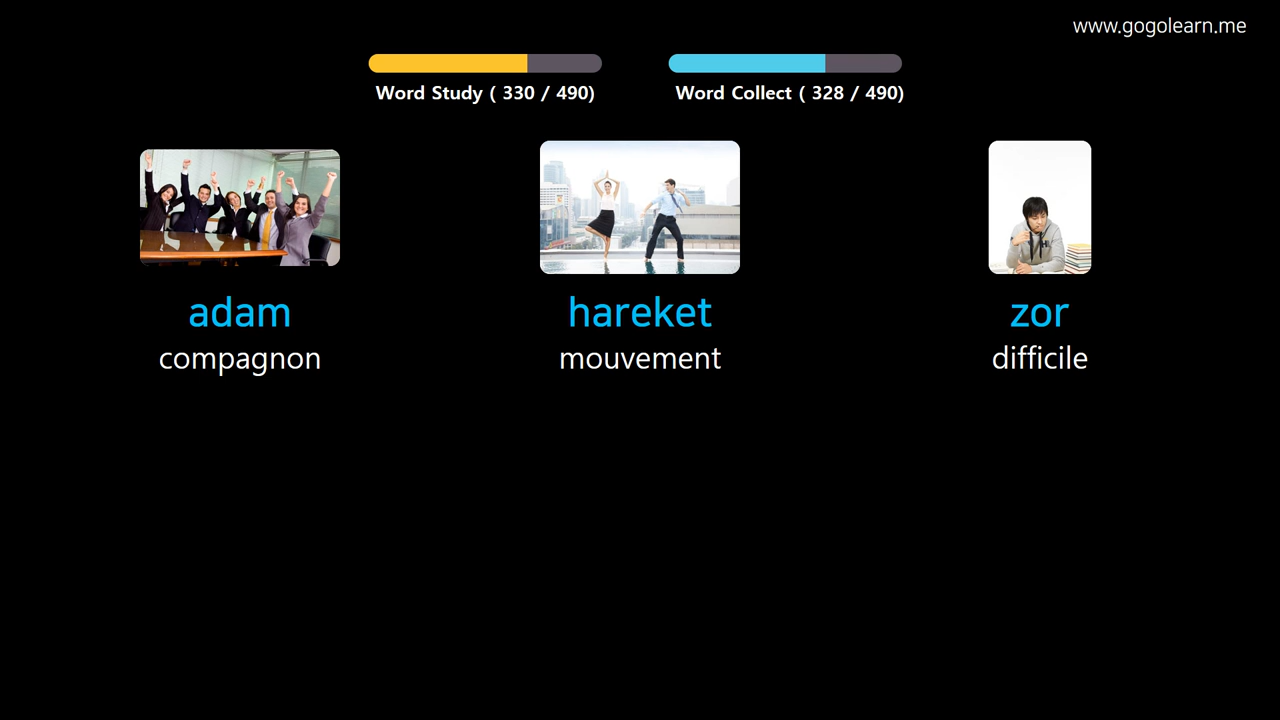 www.gogolearn.me
Word Study ( 330 / 490)
Word Collect ( 328 / 490)
adam
compagnon
hareket
mouvement
zor
difficile